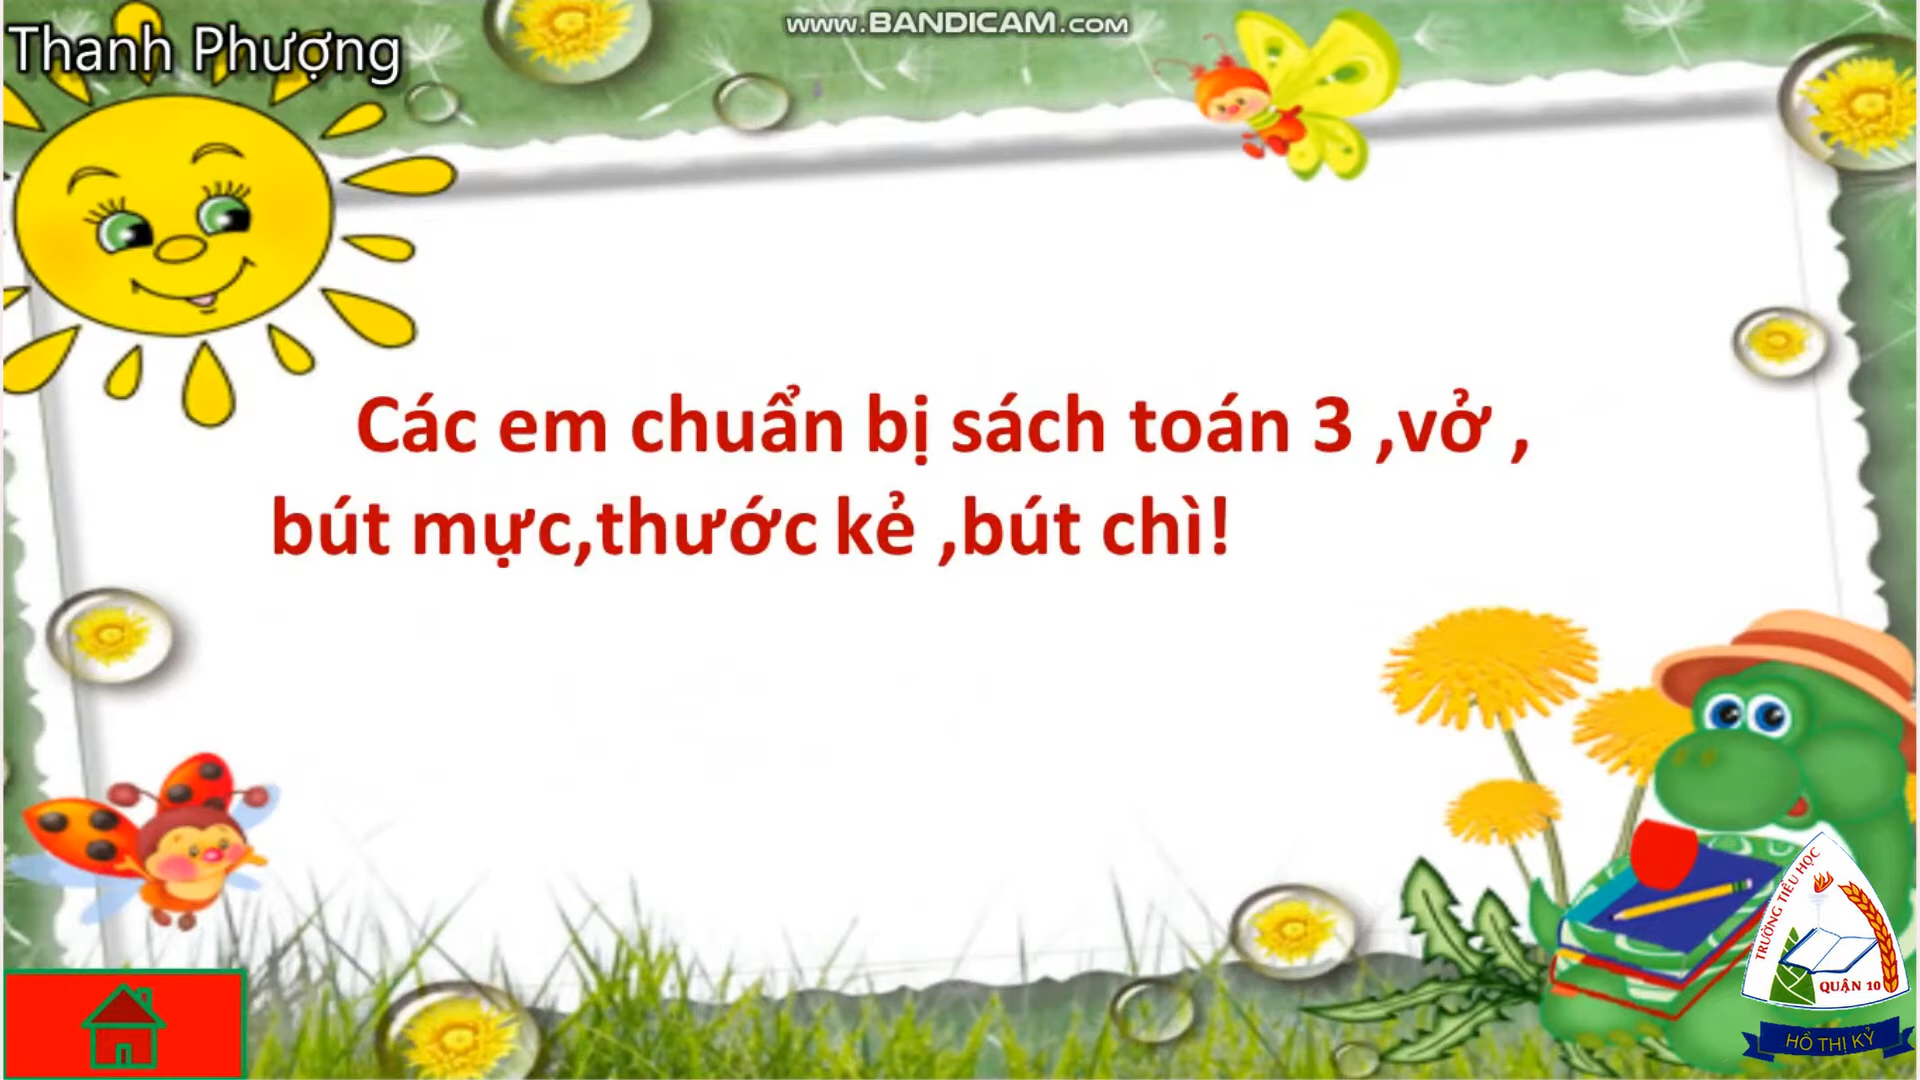 www.BANDICAM.com
Thanh Phượng
Các em chuẩn bị sách toán 3 ,vở ,
bút mực,thước kẻ ,bút chì!
TRƯỜNG TIỂU HỌC
QUẬN 10
HỒ THỊ KỶ